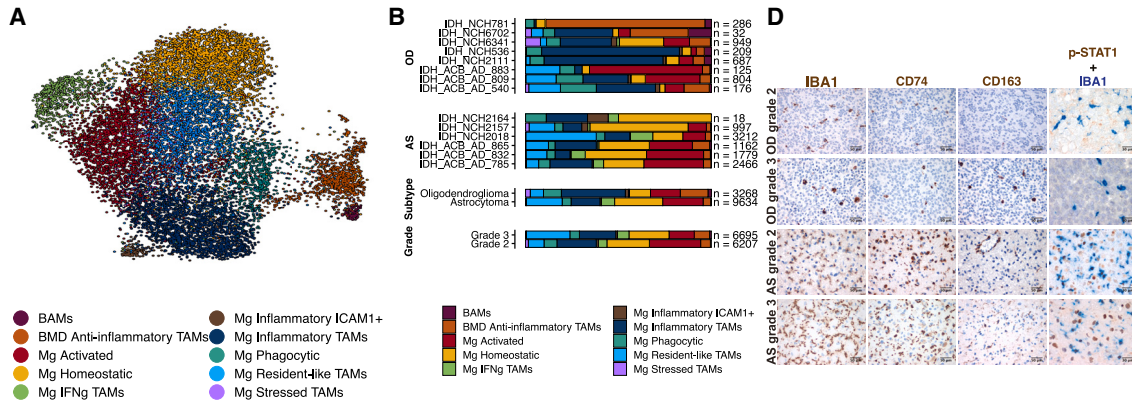 A
BAMs
BMD Anti-inflammatory TAMs
Mg Activated
Mg Homeostatic
Mg IFNg TAMs
Mg Inflammatory ICAM1+
Mg Inflammatory TAMs
Mg Phagocytic
Mg Resident-like TAMs
Mg Stressed TAMs
B
OD
IDH_NCH781 n = 286
IDH_NCH6702 n = 32
IDH_NCH6341 n = 949
IDH_NCH536 n = 209
IDH_NCH2111 n = 687
IDH_ACB_AD_883 n = 125
IDH_ACB_AD_809 n = 804
IDH_ACB_AD_540 n = 176
AS
IDH_NCH2164 n = 18
IDH_NCH2157 n = 997
IDH_NCH2018 n = 3212
IDH_ACB_AD_865 n = 1162
IDH_ACB_AD_832 n = 1779
IDH_ACB_AD_785 n = 2466
Subtype
Oligodendroglioma n = 3268
Astrocytoma n = 9634
Grade
Grade 3 n = 6695
Grade 2 n = 6207
BAMs
BMD Anti-inflammatory TAMs
Mg Activated
Mg Homeostatic
Mg IFNg TAMs
Mg Inflammatory ICAM1+
Mg Inflammatory TAMs
Mg Phagocytic
Mg Resident-like TAMs
Mg Stressed TAMs
D
IBA1
CD74
CD163
p-STAT1
+
IBA1
OD grade 2
OD grade 3
AS grade 2
AS grade 3